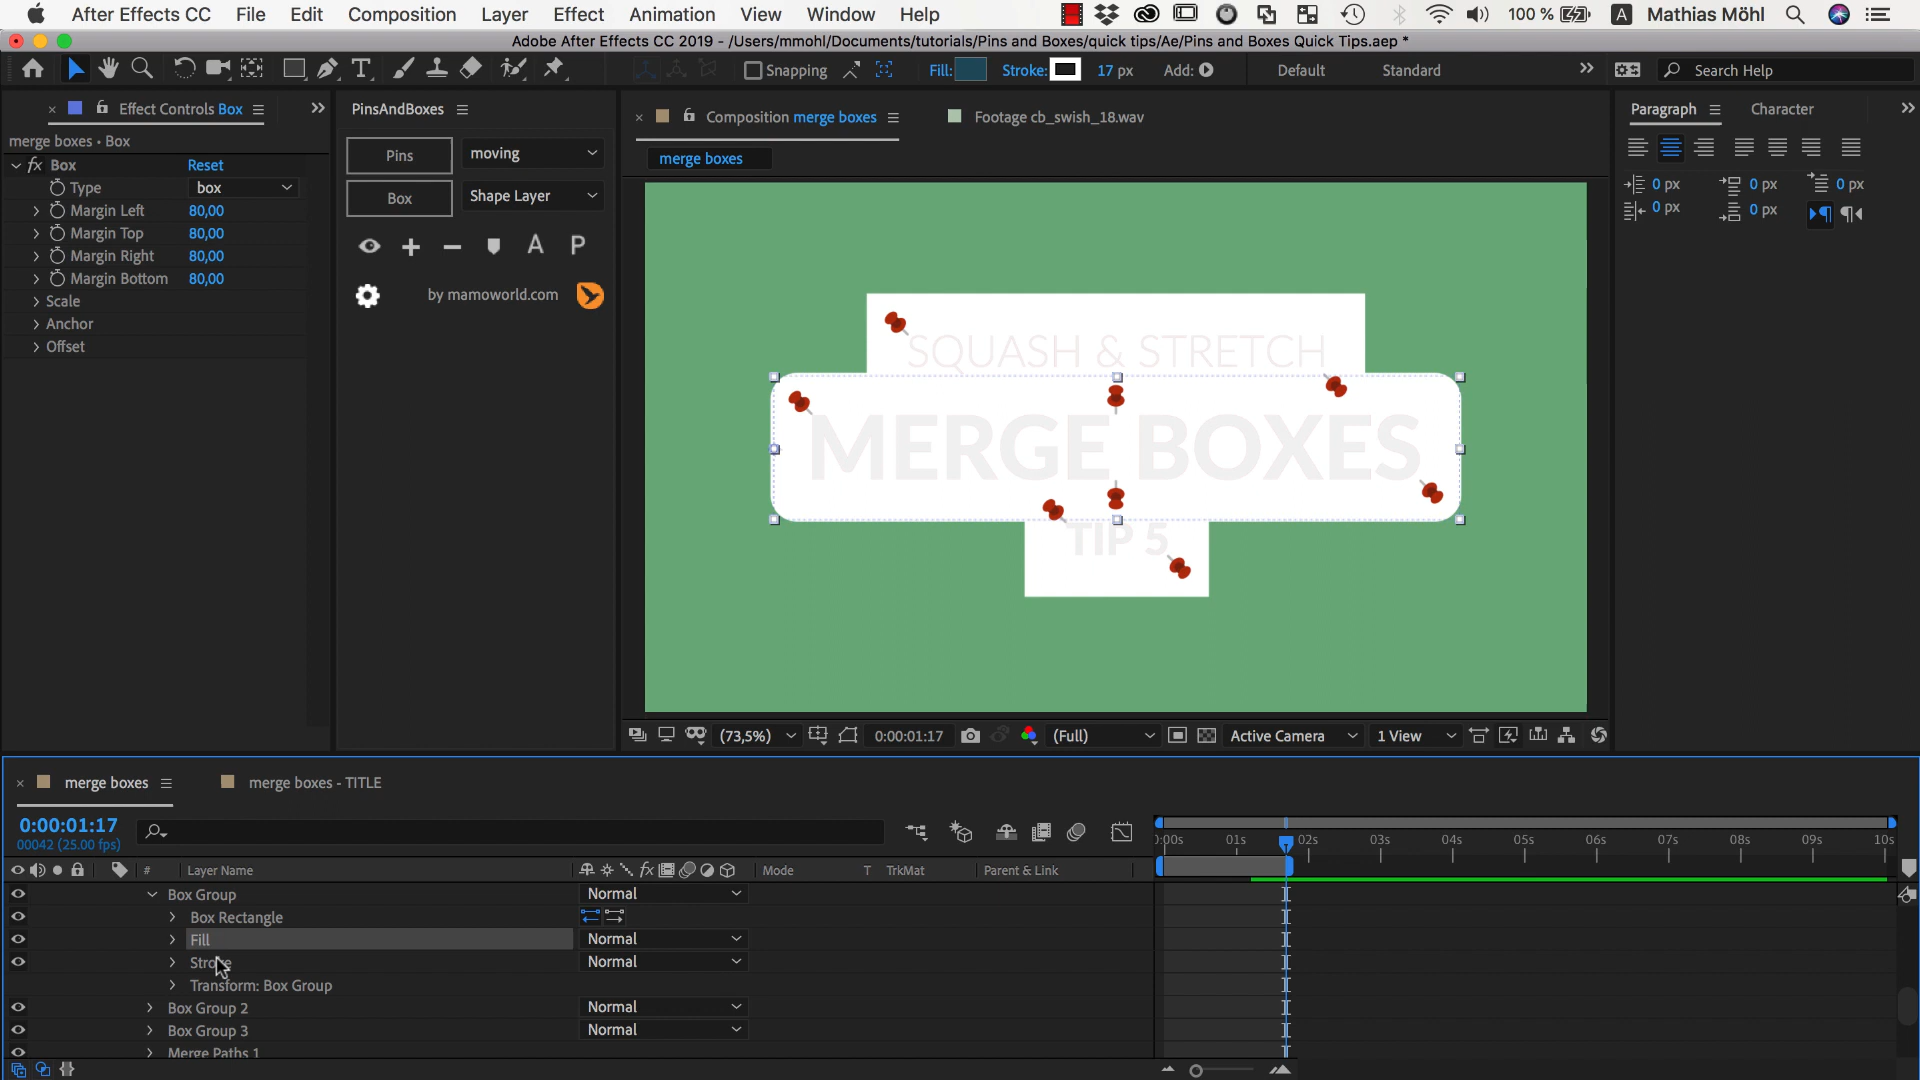 After Effects CC File Edit Composition Layer Effect Animation View Window Help 100 % A Mathias Möhl
Adobe After Effects CC 2019 - /Users/mmohl/Documents/tutorials/Pins and Boxes/quick tips/Ae/Pins and Boxes Quick Tips.aep *
T Snapping Fill: Stroke: 17 px Add: Default Standard Search Help
Effect Controls Box
PinsAndBoxes
Composition merge boxes
Footage cb_swish_18.wav
Paragraph
Character
merge boxes • Box
fx Box Reset
Type box
Margin Left 80,00
Margin Top 80,00
Margin Right 80,00
Margin Bottom 80,00
Scale
Anchor
Offset
Pins moving
Box Shape Layer
A P
by mamoworld.com
merge boxes
SQUASH & STRETCH
MERGE BOXES
TIP 5
0 px 0 px 0 px
0 px 0 px
(73,5%) 0:00:01:17 (Full) Active Camera 1 View
merge boxes
merge boxes - TITLE
0:00:01:17
00042 (25.00 fps)
:00s 01s 02s 03s 04s 05s 06s 07s 08s 09s 10s
# Layer Name fx Mode T TrkMat Parent & Link
Box Group Normal
Box Rectangle
Fill Normal
Stroke Normal
Transform: Box Group
Box Group 2 Normal
Box Group 3 Normal
Merge Paths 1